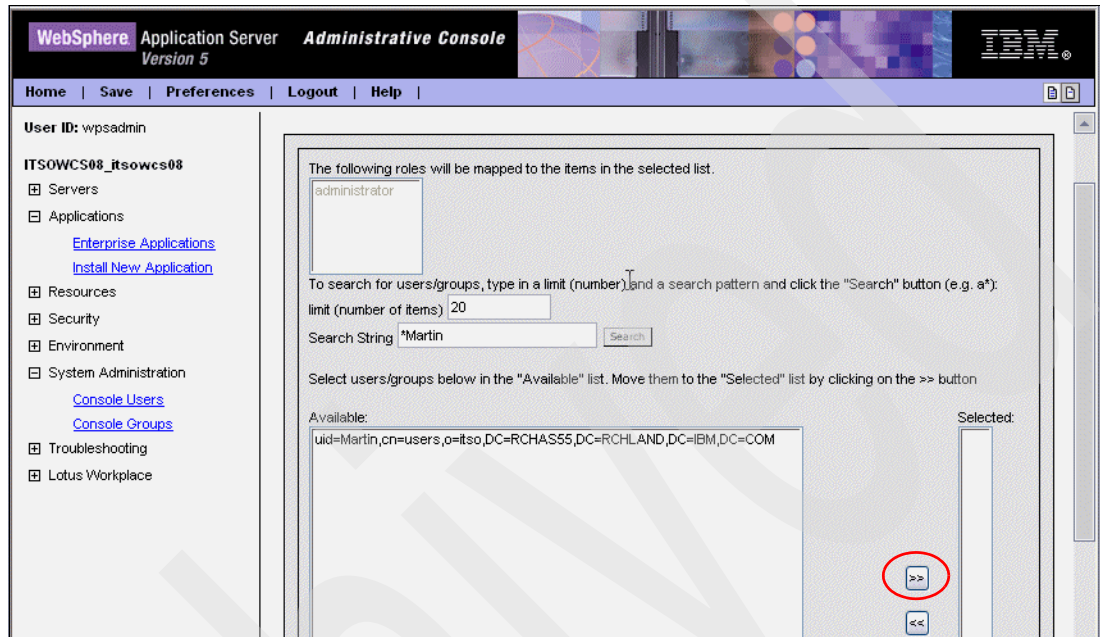 WebSphere. Application Server Administrative Console
Version 5
IBM®
Home | Save | Preferences | Logout | Help |
User ID: wpsadmin
ITSOWCS08_itsowcs08
Servers
Applications
Enterprise Applications
Install New Application
Resources
Security
Environment
System Administration
Console Users
Console Groups
Troubleshooting
Lotus Workplace
The following roles will be mapped to the items in the selected list.
administrator
To search for users/groups, type in a limit (number) and a search pattern and click the "Search" button (e.g. a*):
limit (number of items) 20
Search String *Martin Search
Select users/groups below in the "Available" list. Move them to the "Selected" list by clicking on the >> button
Available: Selected:
uid=Martin,cn=users,o=itso,DC=RCHAS55,DC=RCHLAND,DC=IBM,DC=COM
>>
<<